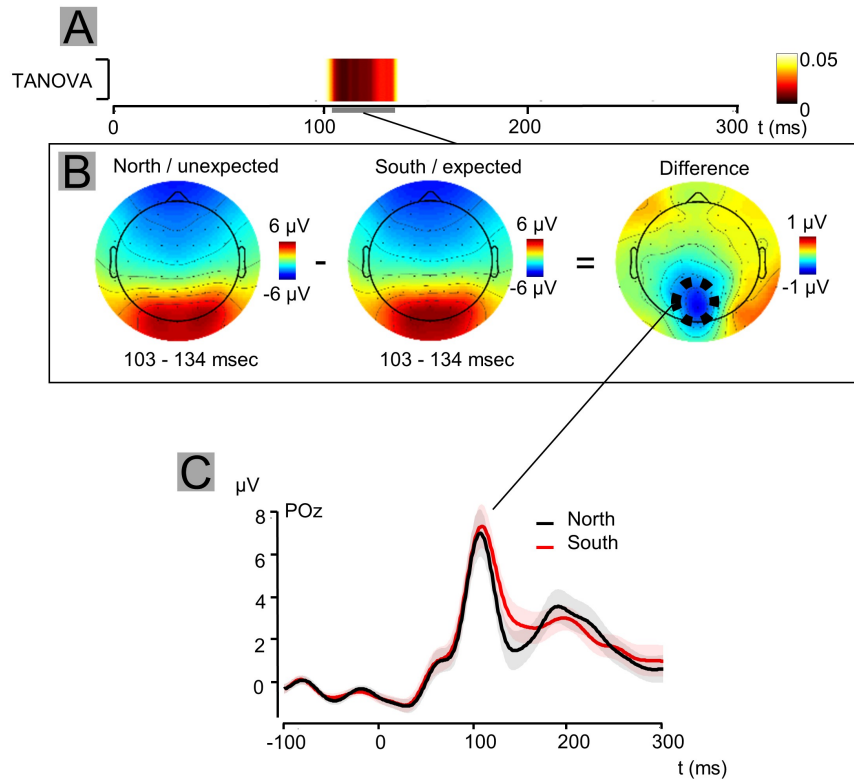 A
TANOVA
0.05
0
0 100 200 300 t (ms)
B
North / unexpected South / expected Difference
6 µV 6 µV 1 µV
- =
-6 µV -6 µV -1 µV
103 - 134 msec 103 - 134 msec
C
µV
POz
8
6
4
2
0
North
South
-100 0 100 200 300
t (ms)